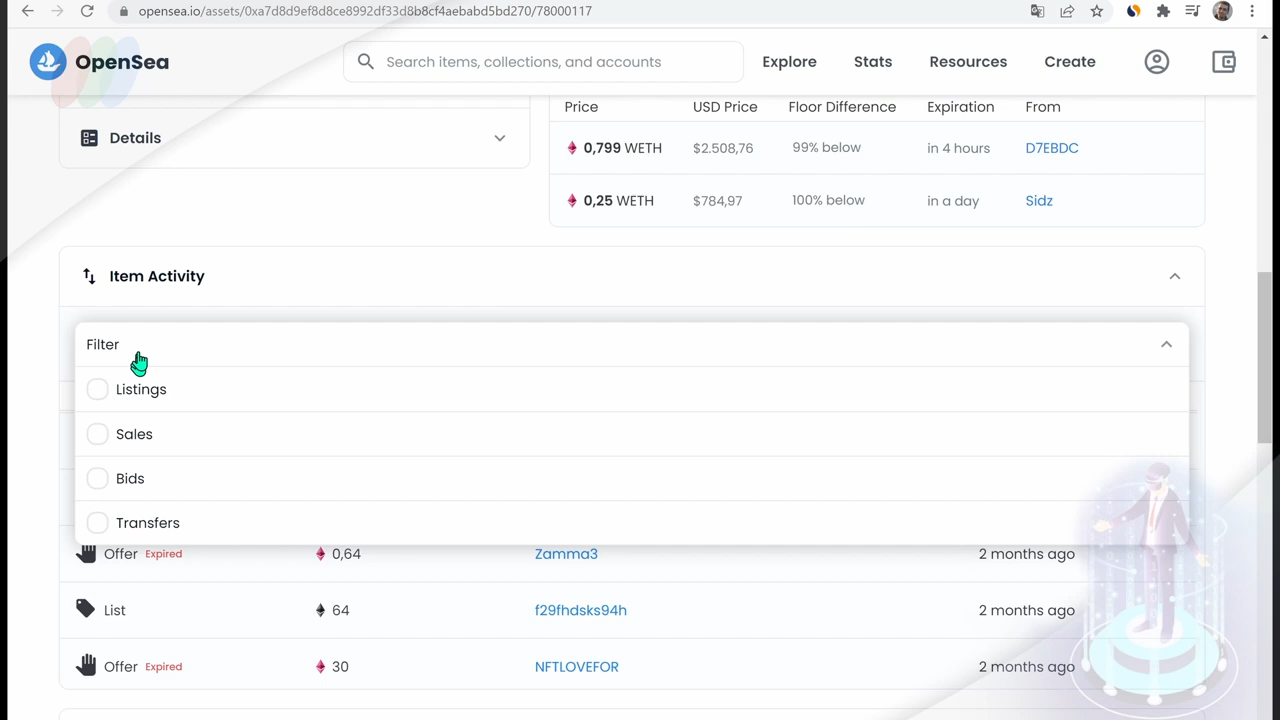 opensea.io/assets/0xa7d8d9ef8d8ce8992df33d8b8cf4aebabd5bd270/78000117
OpenSea
Search items, collections, and accounts
Explore Stats Resources Create
Price USD Price Floor Difference Expiration From
Details
0,799 WETH $2.508,76 99% below in 4 hours D7EBDC
0,25 WETH $784,97 100% below in a day Sidz
Item Activity
Filter
Listings
Sales
Bids
Transfers
Offer Expired 0,64 Zamma3 2 months ago
List 64 f29fhdsks94h 2 months ago
Offer Expired 30 NFTLOVEFOR 2 months ago